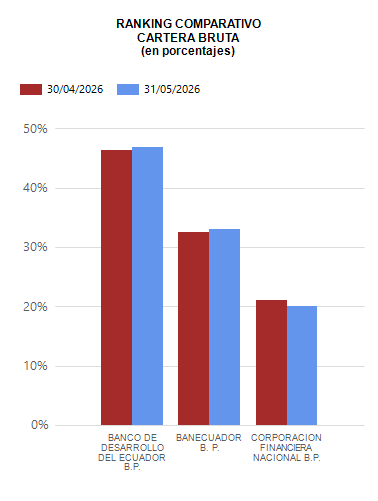 RANKING COMPARATIVO
CARTERA BRUTA
(en porcentajes)
30/04/2026
31/05/2026
50%
40%
30%
20%
10%
0%
BANCO DE
DESARROLLO
DEL ECUADOR
B.P.
BANECUADOR
B. P.
CORPORACION
FINANCIERA
NACIONAL B.P.